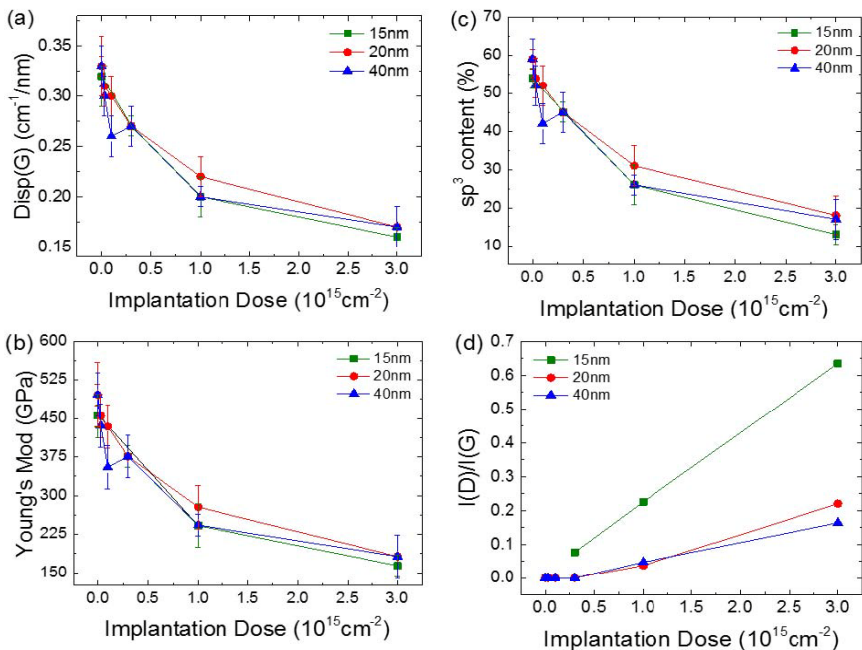 (a)
15nm
20nm
40nm
0.35
0.30
0.25
0.20
0.15
Disp(G) (cm⁻¹/nm)
0.0 0.5 1.0 1.5 2.0 2.5 3.0
Implantation Dose (10¹⁵cm⁻²)
(c)
15nm
20nm
40nm
70
60
50
40
30
20
10
sp³ content (%)
0.0 0.5 1.0 1.5 2.0 2.5 3.0
Implantation Dose (10¹⁵cm⁻²)
(b)
15nm
20nm
40nm
600
525
450
375
300
225
150
Young's Mod (GPa)
0.0 0.5 1.0 1.5 2.0 2.5 3.0
Implantation Dose (10¹⁵cm⁻²)
(d)
15nm
20nm
40nm
0.7
0.6
0.5
0.4
0.3
0.2
0.1
0.0
I(D)/I(G)
0.0 0.5 1.0 1.5 2.0 2.5 3.0
Implantation Dose (10¹⁵cm⁻²)